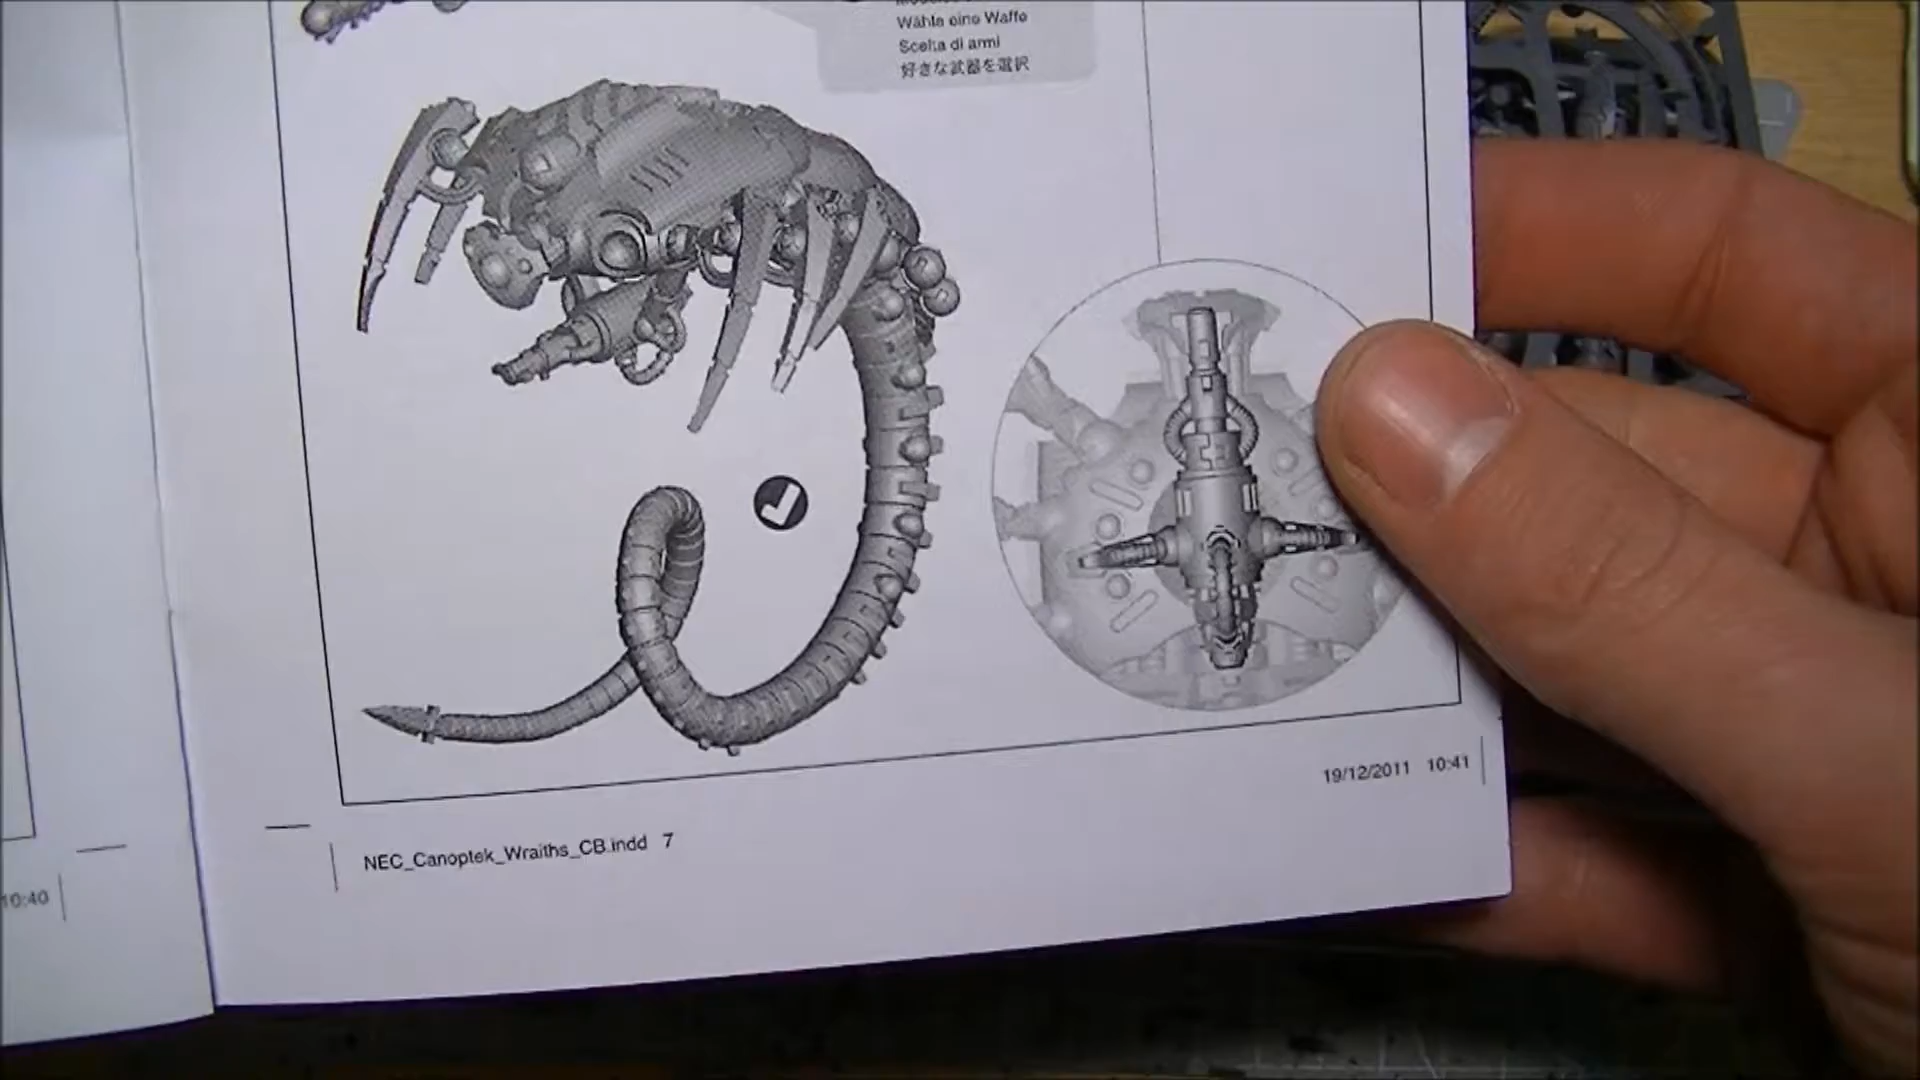 Wähle eine Waffe
Scelta di armi
好きな武器を選択
19/12/2011 10:41
NEC_Canoptek_Wraiths_CB.indd 7
10:40